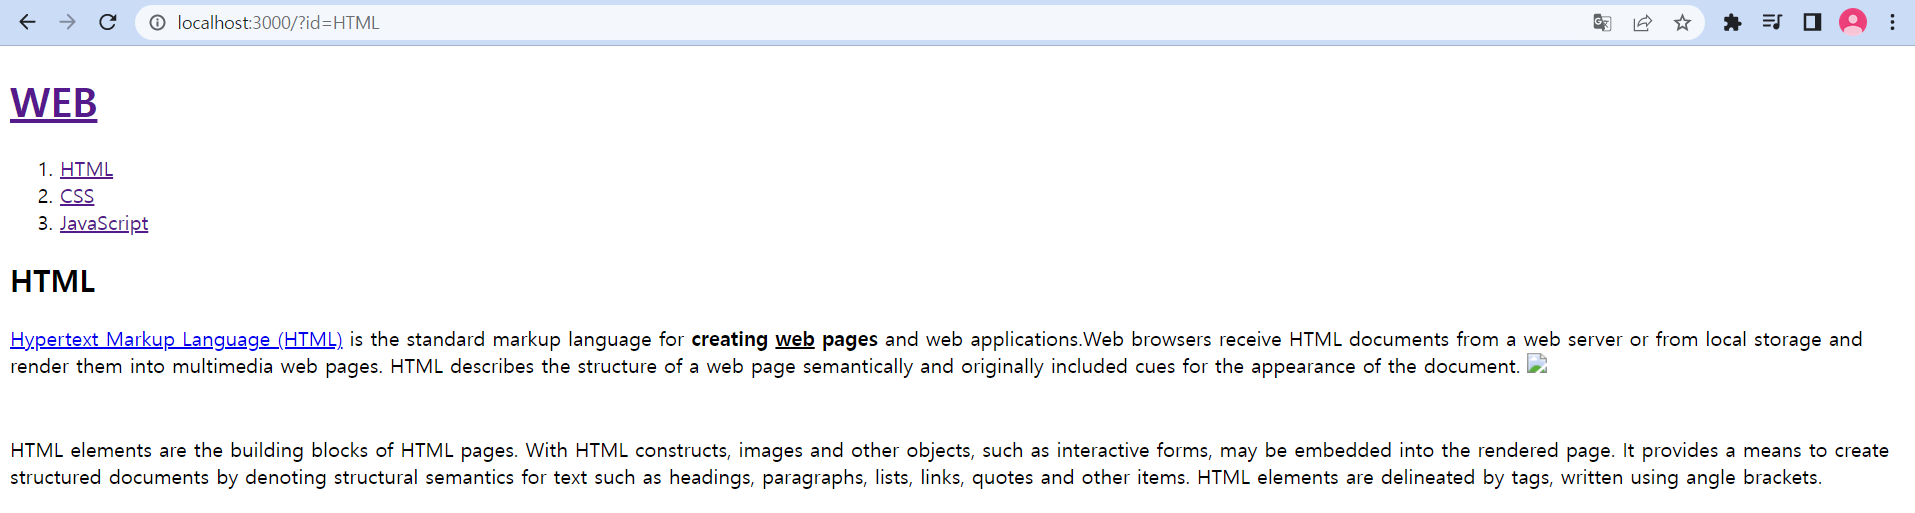 localhost:3000/?id=HTML
WEB
1. HTML
2. CSS
3. JavaScript
HTML
Hypertext Markup Language (HTML) is the standard markup language for creating web pages and web applications.Web browsers receive HTML documents from a web server or from local storage and
render them into multimedia web pages. HTML describes the structure of a web page semantically and originally included cues for the appearance of the document.
HTML elements are the building blocks of HTML pages. With HTML constructs, images and other objects, such as interactive forms, may be embedded into the rendered page. It provides a means to create
structured documents by denoting structural semantics for text such as headings, paragraphs, lists, links, quotes and other items. HTML elements are delineated by tags, written using angle brackets.